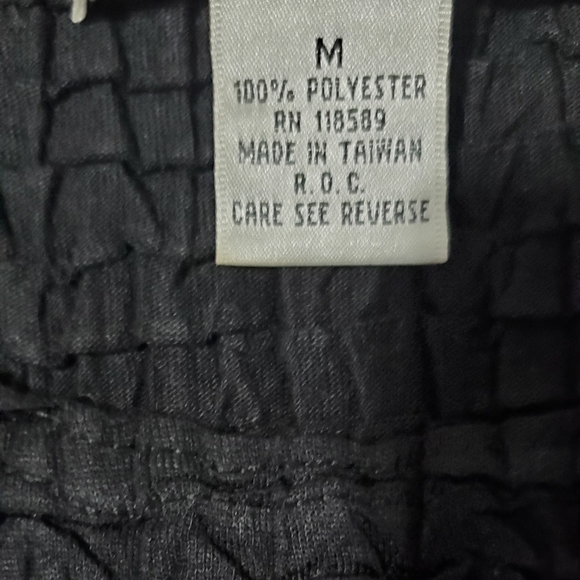 M
100% POLYESTER
RN 118589
MADE IN TAIWAN
R.O.C.
CARE SEE REVERSE